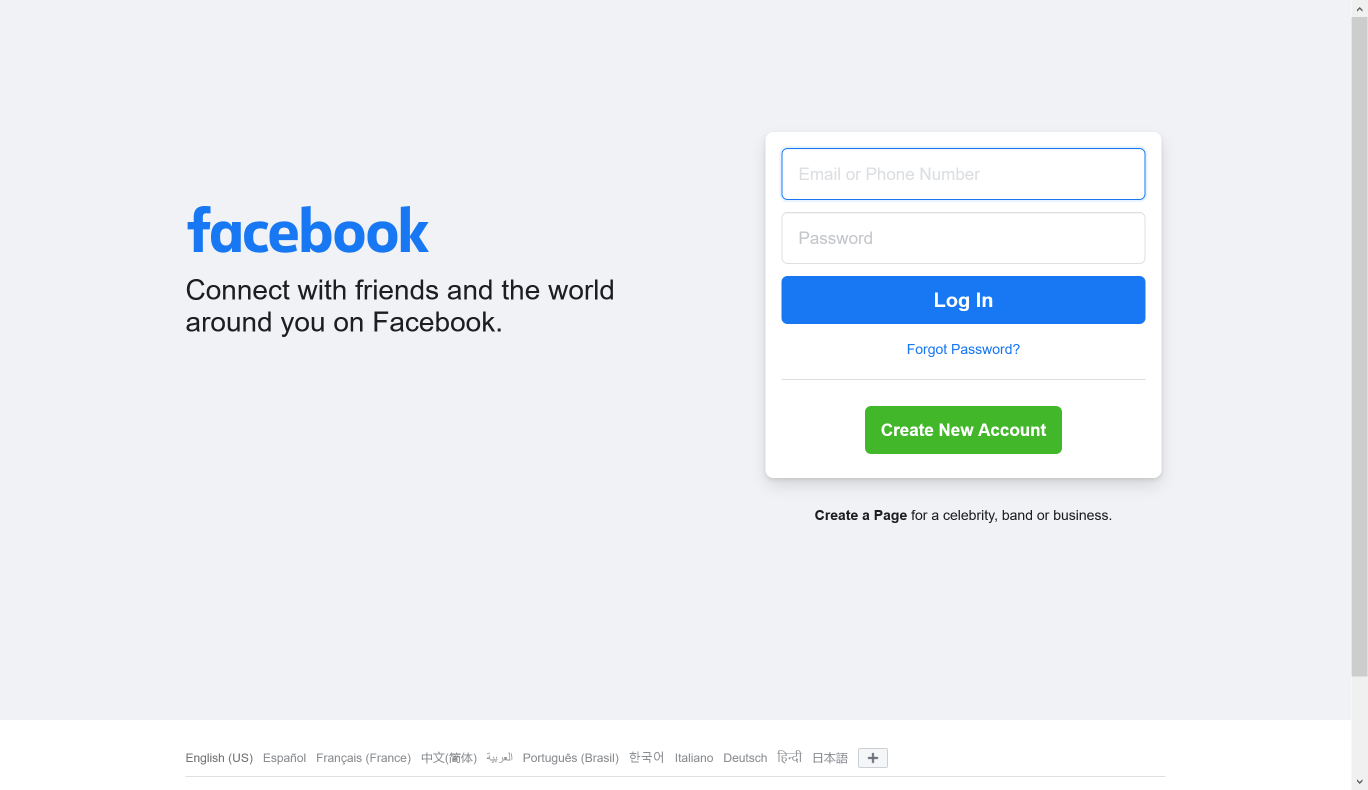 facebook
Connect with friends and the world
around you on Facebook.
Email or Phone Number
Password
Log In
Forgot Password?
Create New Account
Create a Page for a celebrity, band or business.
English (US) Español Français (France) 中文(简体) العربية Português (Brasil) 한국어 Italiano Deutsch हिन्दी 日本語